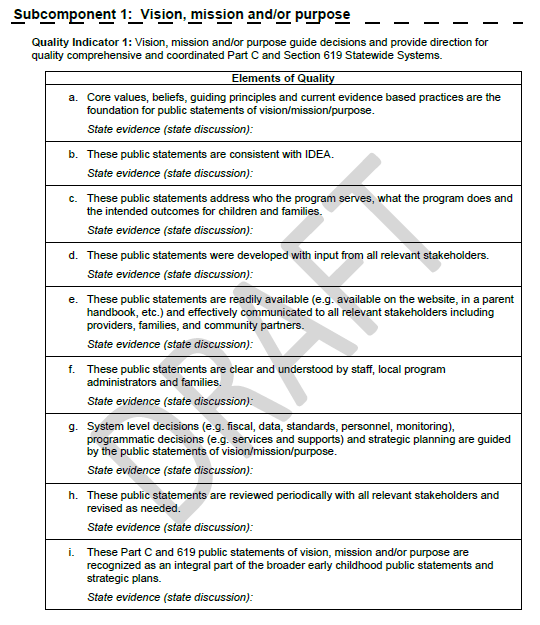 Subcomponent 1: Vision, mission and/or purpose
Quality Indicator 1: Vision, mission and/or purpose guide decisions and provide direction for
quality comprehensive and coordinated Part C and Section 619 Statewide Systems.
Elements of Quality
a. Core values, beliefs, guiding principles and current evidence based practices are the
foundation for public statements of vision/mission/purpose.
State evidence (state discussion):
b. These public statements are consistent with IDEA.
State evidence (state discussion):
c. These public statements address who the program serves, what the program does and
the intended outcomes for children and families.
State evidence (state discussion):
d. These public statements were developed with input from all relevant stakeholders.
State evidence (state discussion):
e. These public statements are readily available (e.g. available on the website, in a parent
handbook, etc.) and effectively communicated to all relevant stakeholders including
providers, families, and community partners.
State evidence (state discussion):
f. These public statements are clear and understood by staff, local program
administrators and families.
State evidence (state discussion):
g. System level decisions (e.g. fiscal, data, standards, personnel, monitoring),
programmatic decisions (e.g. services and supports) and strategic planning are guided
by the public statements of vision/mission/purpose.
State evidence (state discussion):
h. These public statements are reviewed periodically with all relevant stakeholders and
revised as needed.
State evidence (state discussion):
i. These Part C and 619 public statements of vision, mission and/or purpose are
recognized as an integral part of the broader early childhood public statements and
strategic plans.
State evidence (state discussion):
DRAFT